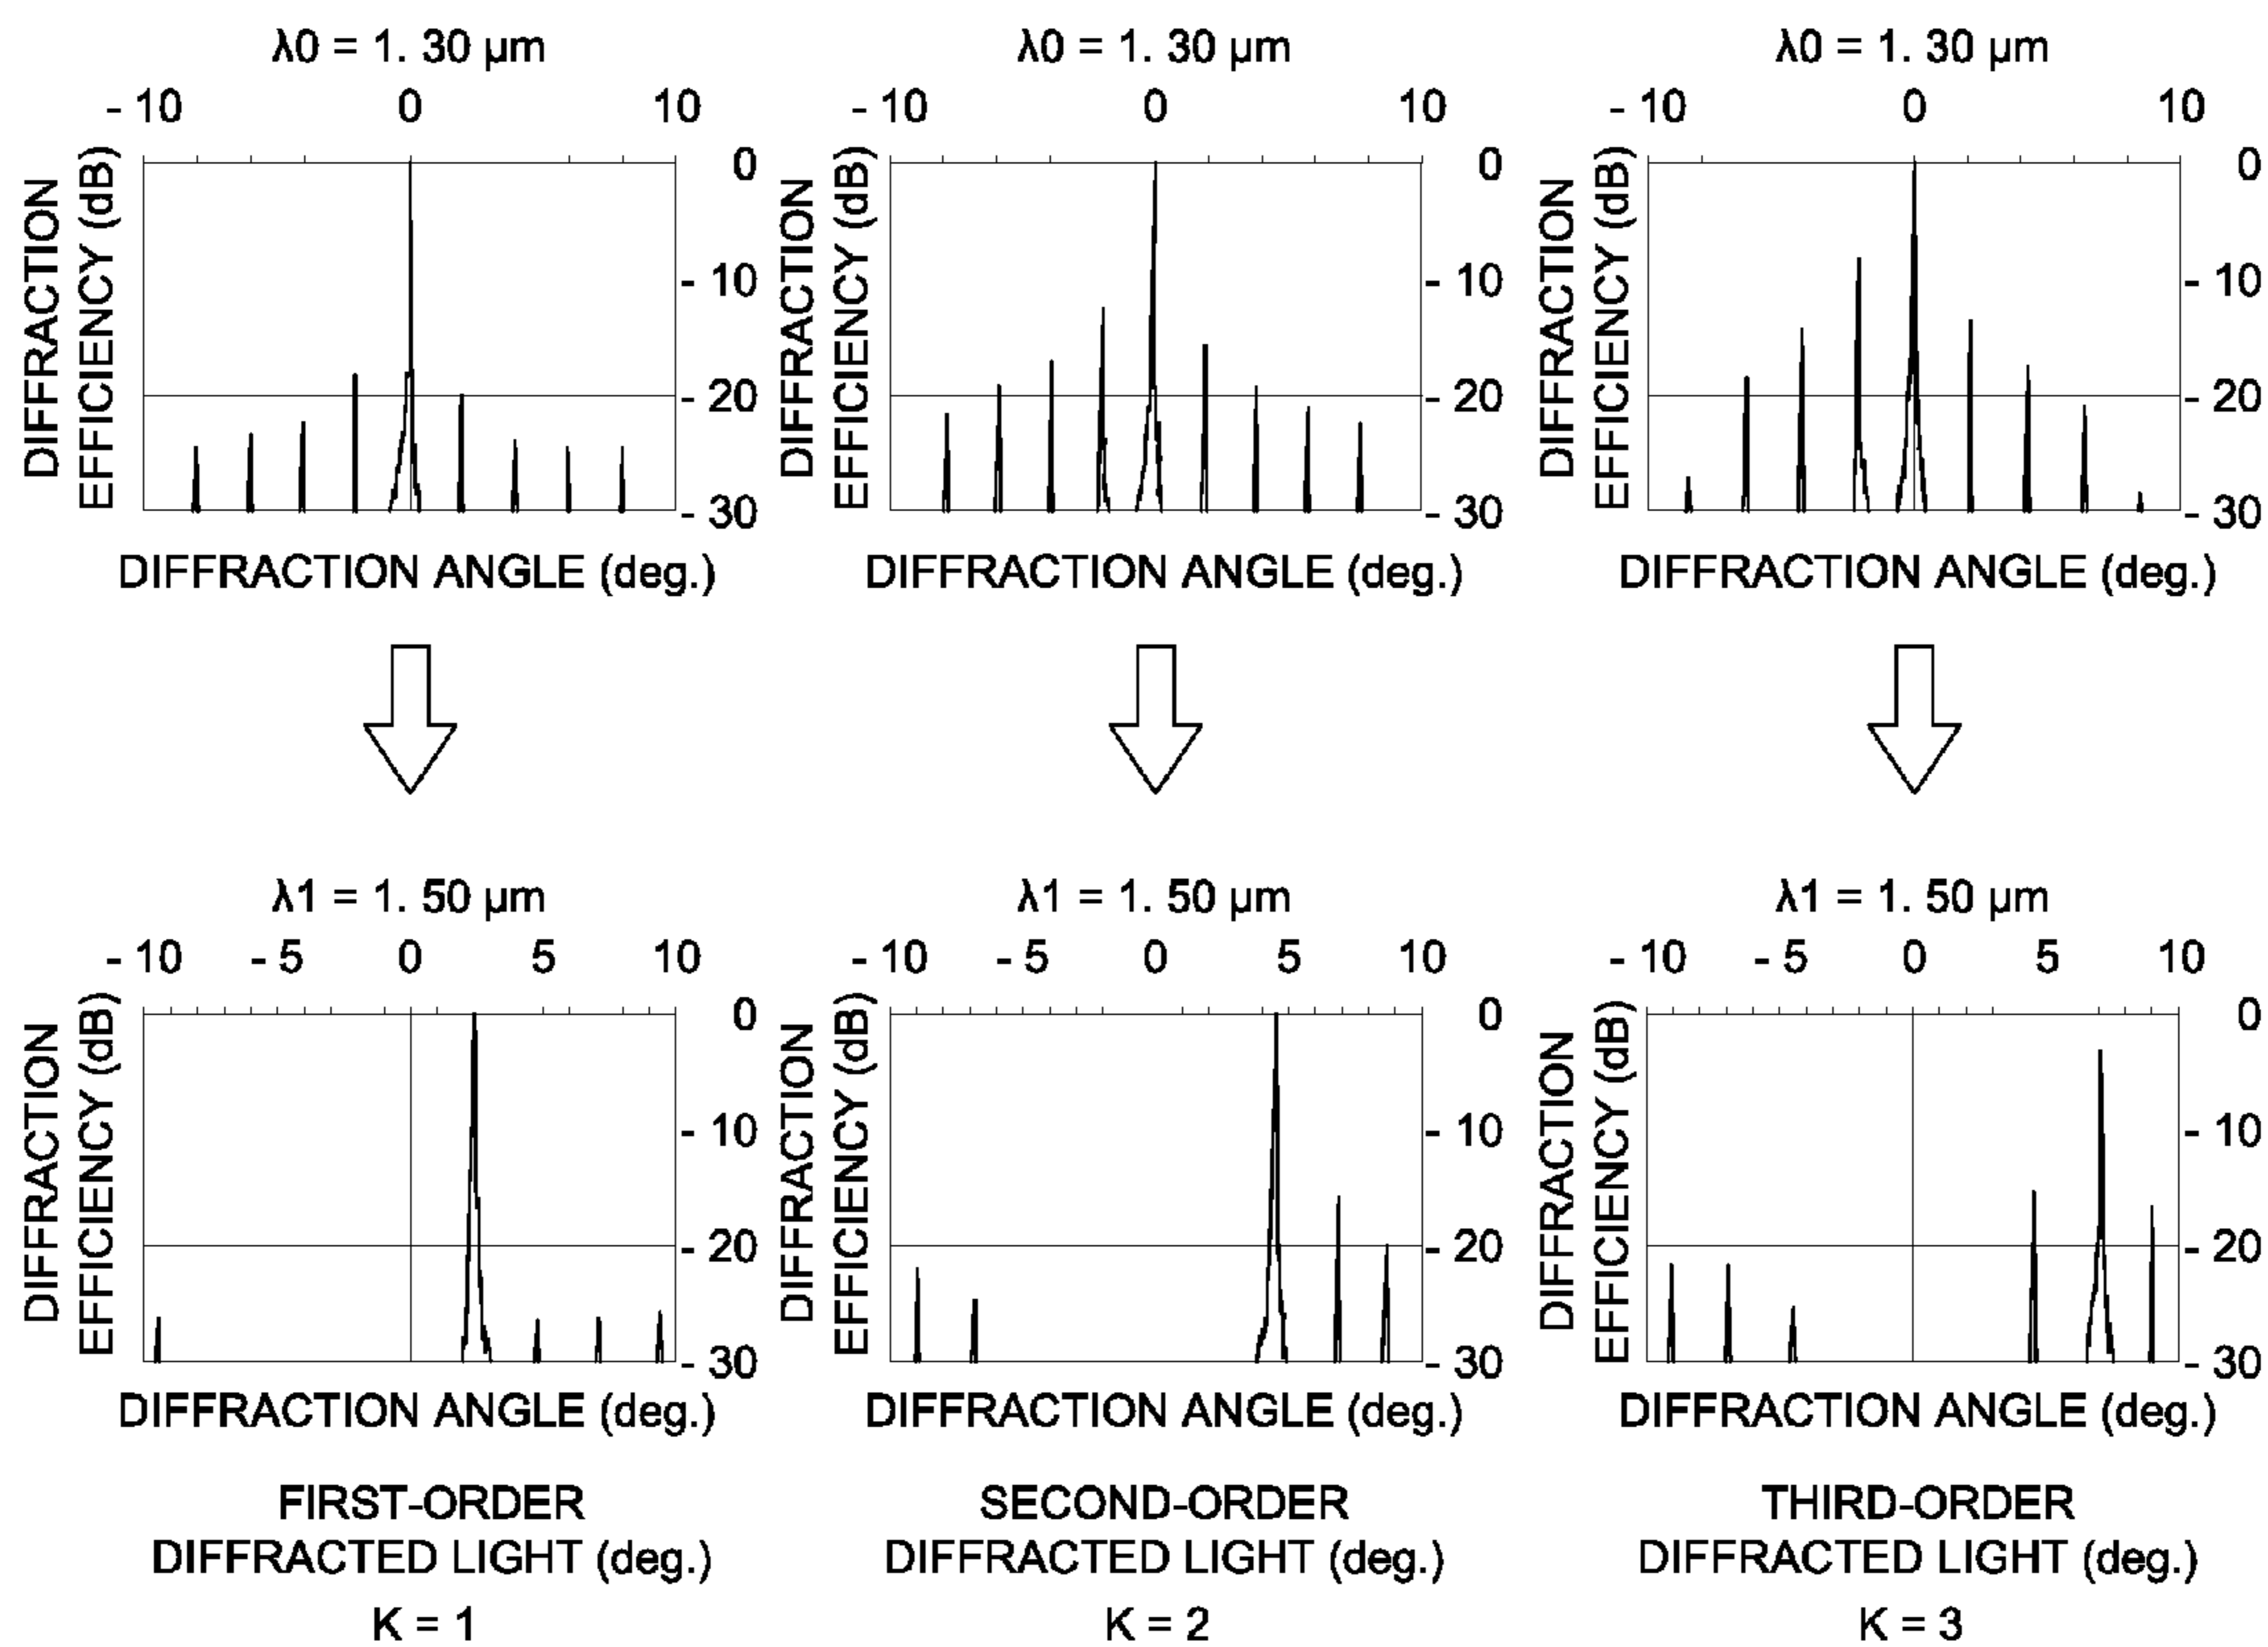 λ0 = 1. 30 µm
- 10 0 10
DIFFRACTION
EFFICIENCY (dB)
0
- 10
- 20
- 30
DIFFRACTION ANGLE (deg.)
λ0 = 1. 30 µm
- 10 0 10
DIFFRACTION
EFFICIENCY (dB)
0
- 10
- 20
- 30
DIFFRACTION ANGLE (deg.)
λ0 = 1. 30 µm
- 10 0 10
DIFFRACTION
EFFICIENCY (dB)
0
- 10
- 20
- 30
DIFFRACTION ANGLE (deg.)
λ1 = 1. 50 µm
- 10 - 5 0 5 10
DIFFRACTION
EFFICIENCY (dB)
0
- 10
- 20
- 30
DIFFRACTION ANGLE (deg.)
FIRST-ORDER
DIFFRACTED LIGHT (deg.)
K = 1
λ1 = 1. 50 µm
- 10 - 5 0 5 10
DIFFRACTION
EFFICIENCY (dB)
0
- 10
- 20
- 30
DIFFRACTION ANGLE (deg.)
SECOND-ORDER
DIFFRACTED LIGHT (deg.)
K = 2
λ1 = 1. 50 µm
- 10 - 5 0 5 10
DIFFRACTION
EFFICIENCY (dB)
0
- 10
- 20
- 30
DIFFRACTION ANGLE (deg.)
THIRD-ORDER
DIFFRACTED LIGHT (deg.)
K = 3